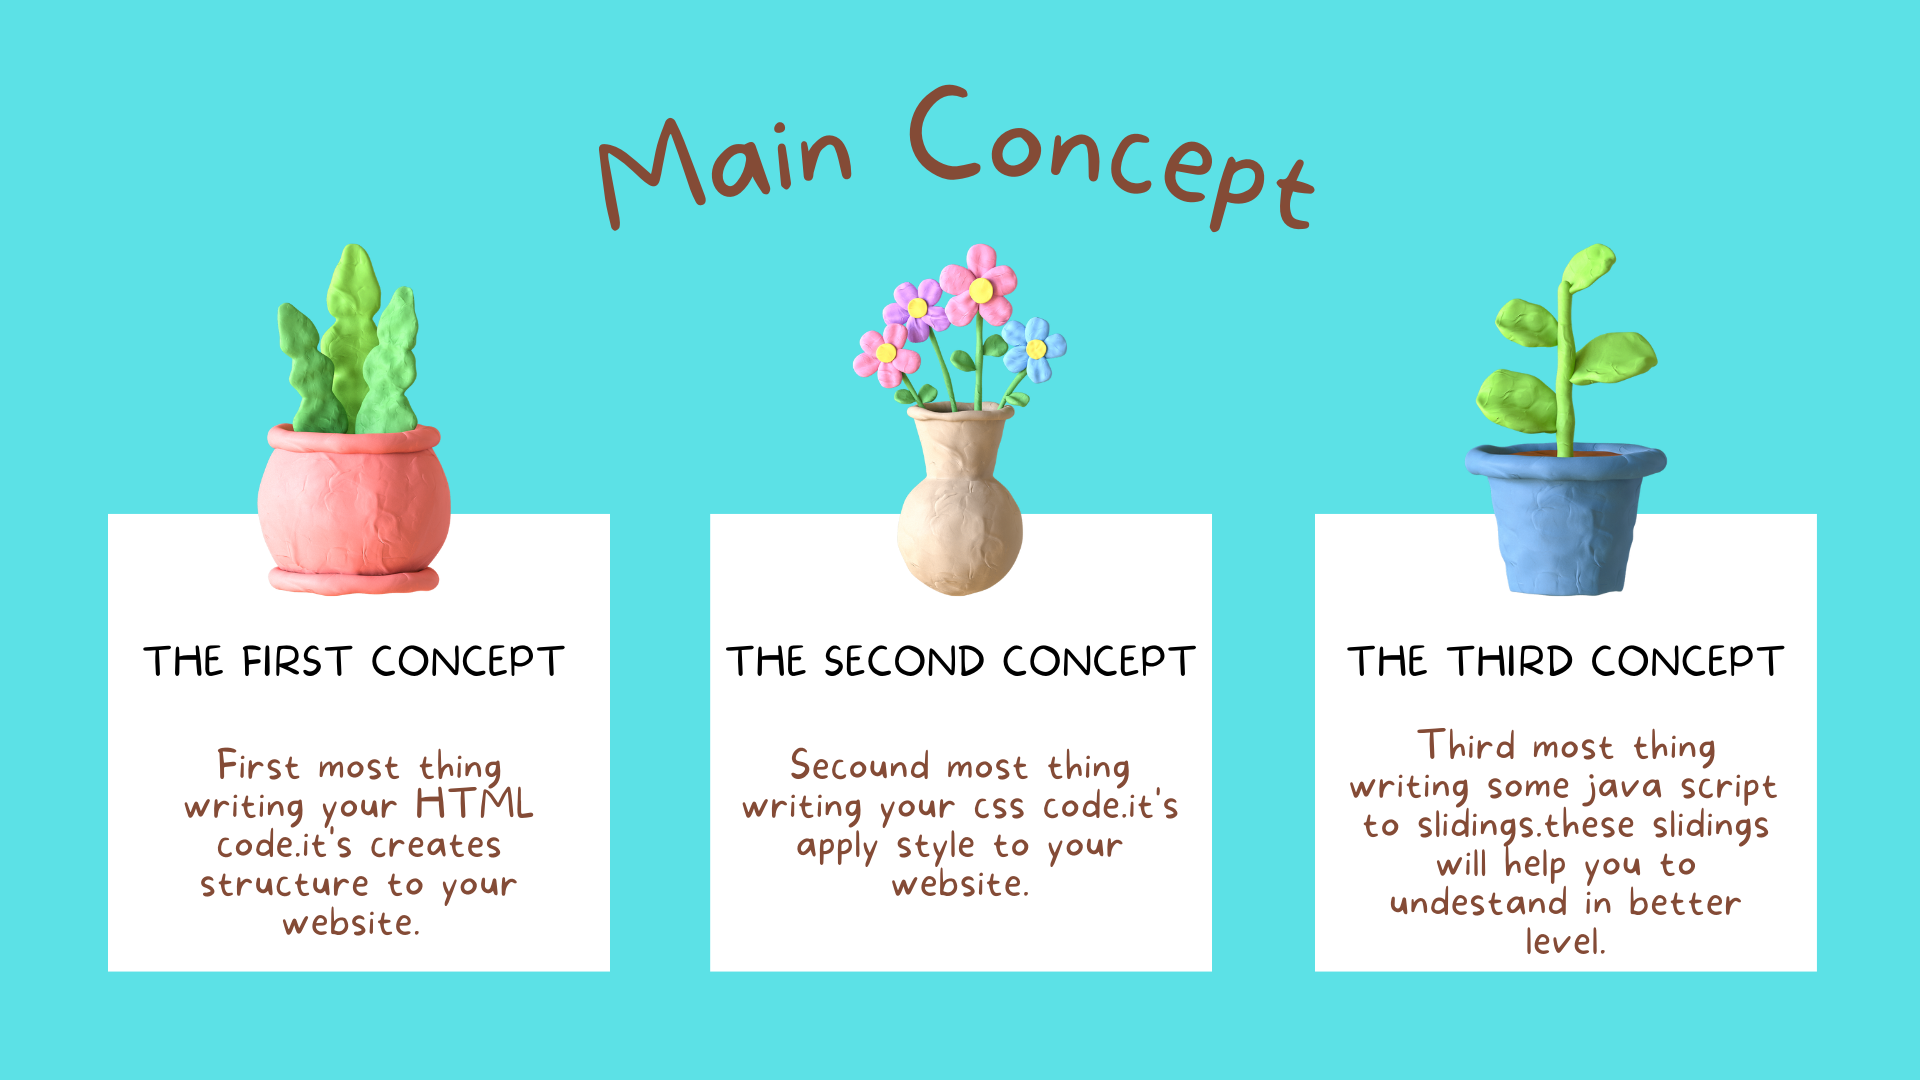 Main Concept
THE FIRST CONCEPT
First most thing
writing your HTML
code.it's creates
structure to your
website.
THE SECOND CONCEPT
Secound most thing
writing your css code.it's
apply style to your
website.
THE THIRD CONCEPT
Third most thing
writing some java script
to slidings.these slidings
will help you to
undestand in better
level.